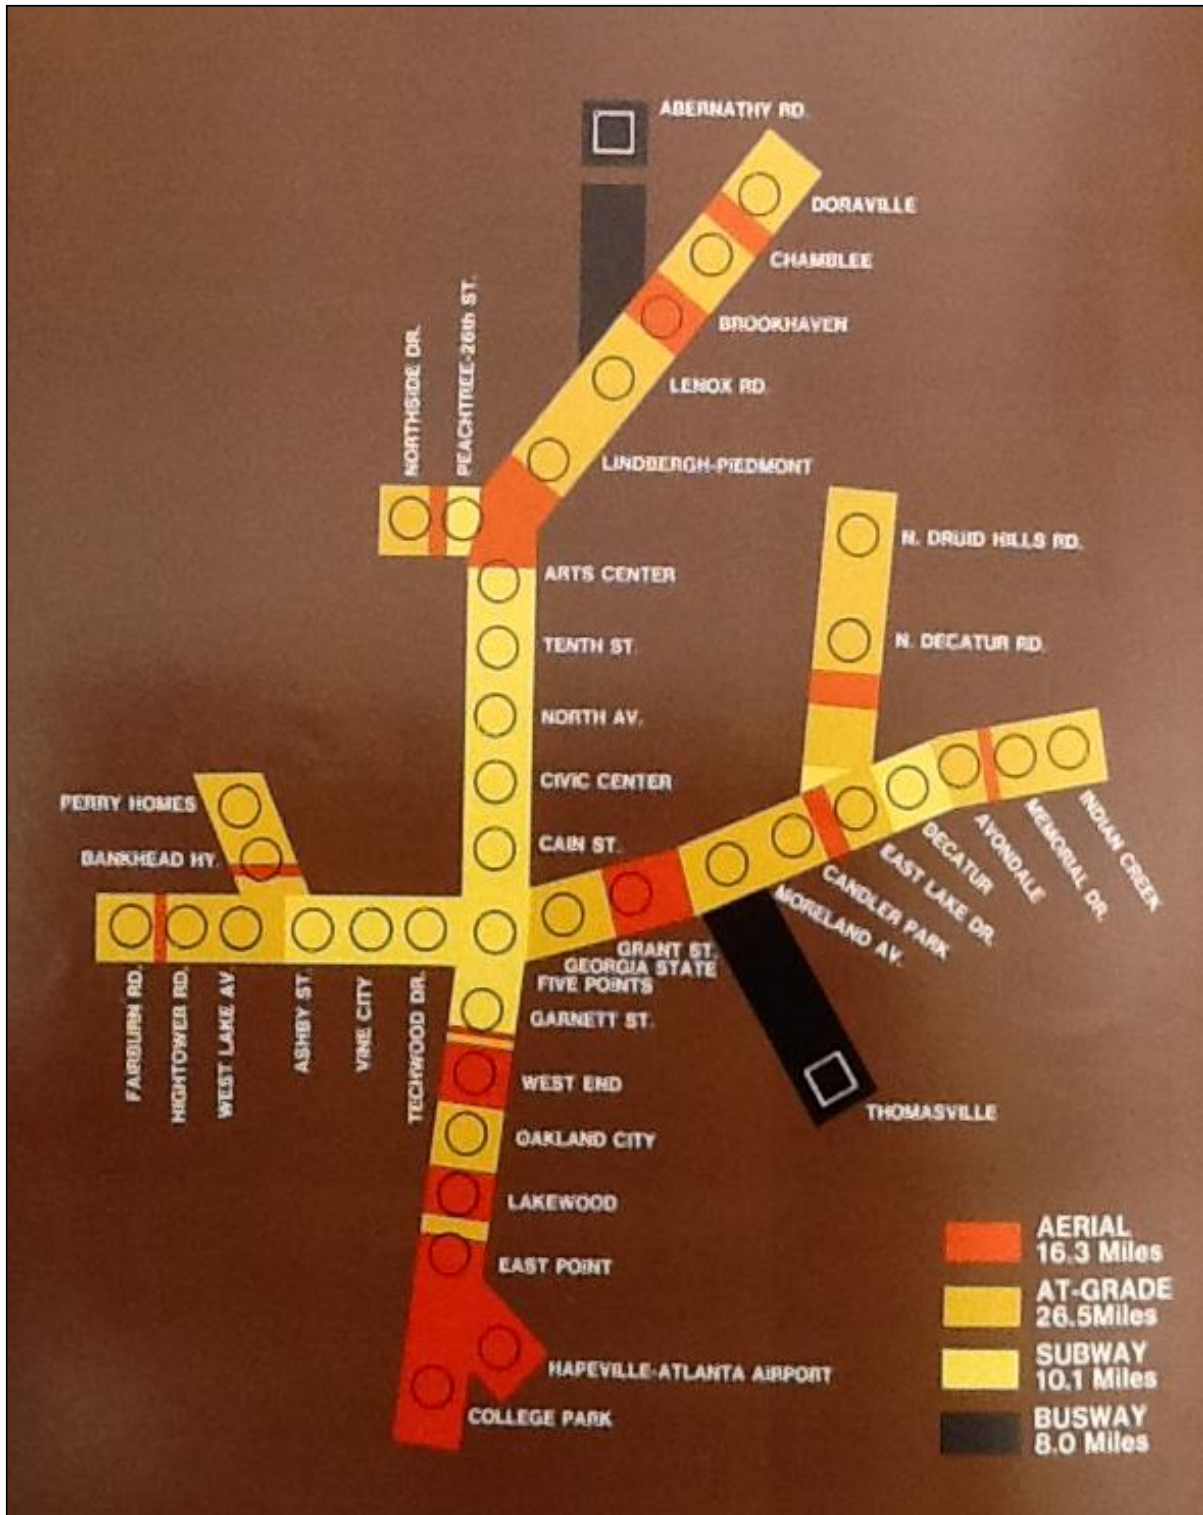 ABERNATHY RD.
DORAVILLE
CHAMBLEE
BROOKHAVEN
LENOX RD.
LINDBERGH-PIEDMONT
NORTHSIDE DR.
PEACHTREE-26th ST.
ARTS CENTER
TENTH ST.
NORTH AV.
CIVIC CENTER
CAIN ST.
N. DRUID HILLS RD.
N. DECATUR RD.
PERRY HOMES
BANKHEAD HY.
FAIRBURN RD.
HIGHTOWER RD.
WEST LAKE AV.
ASHBY ST.
VINE CITY
TECHWOOD DR.
INDIAN CREEK
MEMORIAL DR.
AVONDALE
DECATUR
EAST LAKE DR.
CANDLER PARK
MORELAND AV.
GRANT ST.
GEORGIA STATE
FIVE POINTS
GARNETT ST.
WEST END
OAKLAND CITY
LAKEWOOD
EAST POINT
HAPEVILLE-ATLANTA AIRPORT
COLLEGE PARK
THOMASVILLE
AERIAL
16.3 Miles
AT-GRADE
26.5Miles
SUBWAY
10.1 Miles
BUSWAY
8.0 Miles